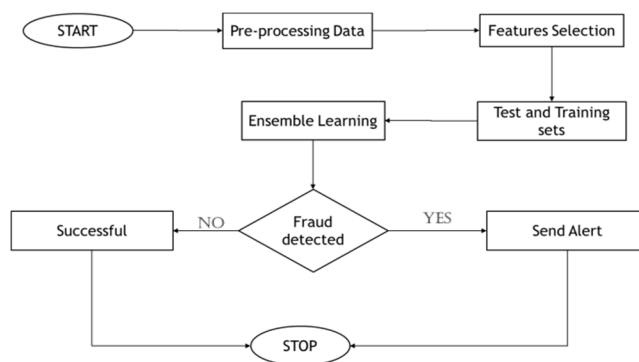 START
Pre-processing Data
Features Selection
Test and Training
sets
Ensemble Learning
Fraud
detected
NO
YES
Successful
Send Alert
STOP